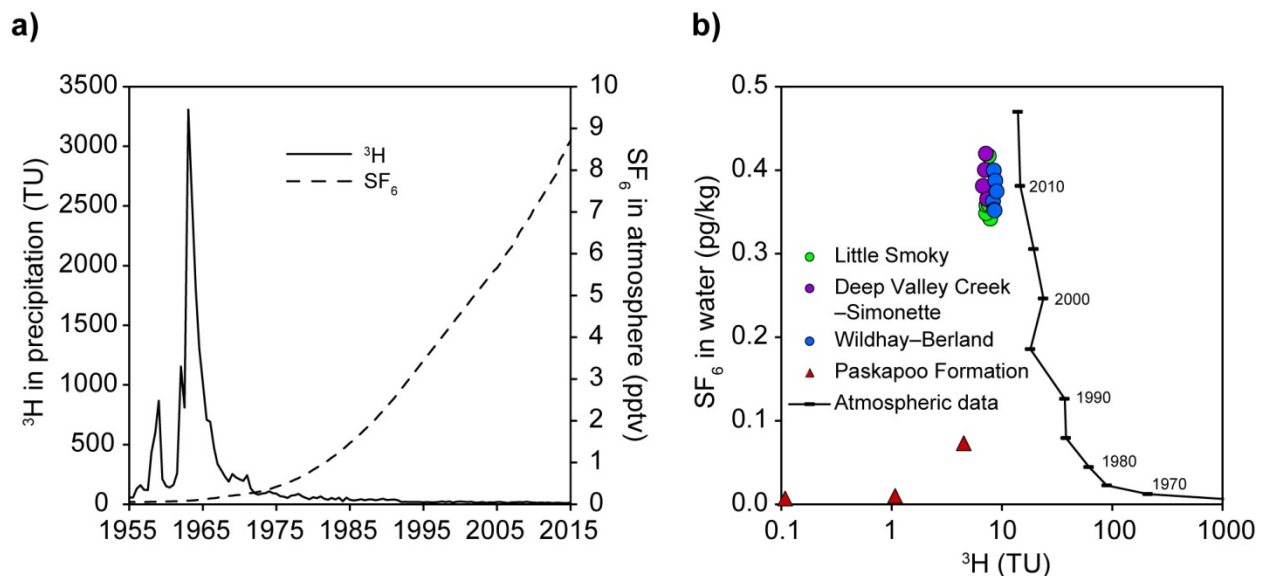 a)
3500
3000
2500
2000
1500
1000
500
0
³H in precipitation (TU)
³H
SF₆
10
9
8
7
6
5
4
3
2
1
0
SF₆ in atmosphere (pptv)
1955 1965 1975 1985 1995 2005 2015
b)
0.5
0.4
0.3
0.2
0.1
0.0
SF₆ in water (pg/kg)
2010
2000
1990
1980
1970
Little Smoky
Deep Valley Creek
–Simonette
Wildhay–Berland
Paskapoo Formation
Atmospheric data
0.1 1 10 100 1000
³H (TU)